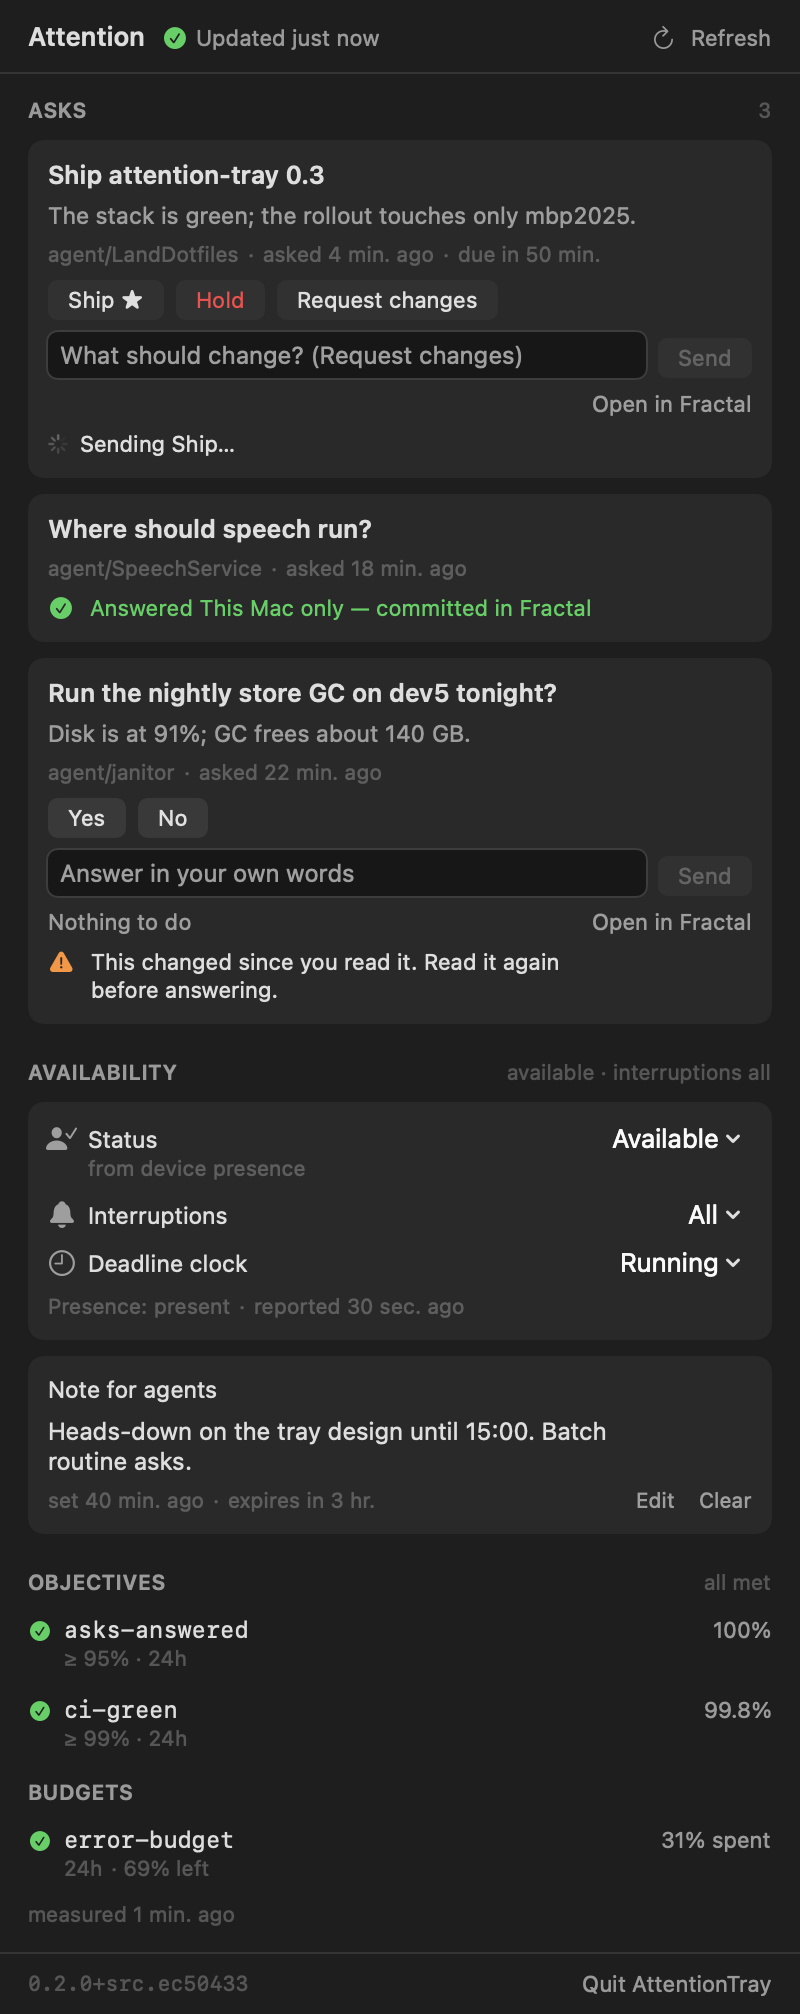 Attention Updated just now Refresh
ASKS 3
Ship attention-tray 0.3
The stack is green; the rollout touches only mbp2025.
agent/LandDotfiles · asked 4 min. ago · due in 50 min.
Ship ★ Hold Request changes
What should change? (Request changes) Send
Open in Fractal
Sending Ship…
Where should speech run?
agent/SpeechService · asked 18 min. ago
Answered This Mac only — committed in Fractal
Run the nightly store GC on dev5 tonight?
Disk is at 91%; GC frees about 140 GB.
agent/janitor · asked 22 min. ago
Yes No
Answer in your own words Send
Nothing to do Open in Fractal
This changed since you read it. Read it again
before answering.
AVAILABILITY available · interruptions all
Status Available
from device presence
Interruptions All
Deadline clock Running
Presence: present · reported 30 sec. ago
Note for agents
Heads-down on the tray design until 15:00. Batch
routine asks.
set 40 min. ago · expires in 3 hr. Edit Clear
OBJECTIVES all met
asks-answered 100%
≥ 95% · 24h
ci-green 99.8%
≥ 99% · 24h
BUDGETS
error-budget 31% spent
24h · 69% left
measured 1 min. ago
0.2.0+src.ec50433 Quit AttentionTray